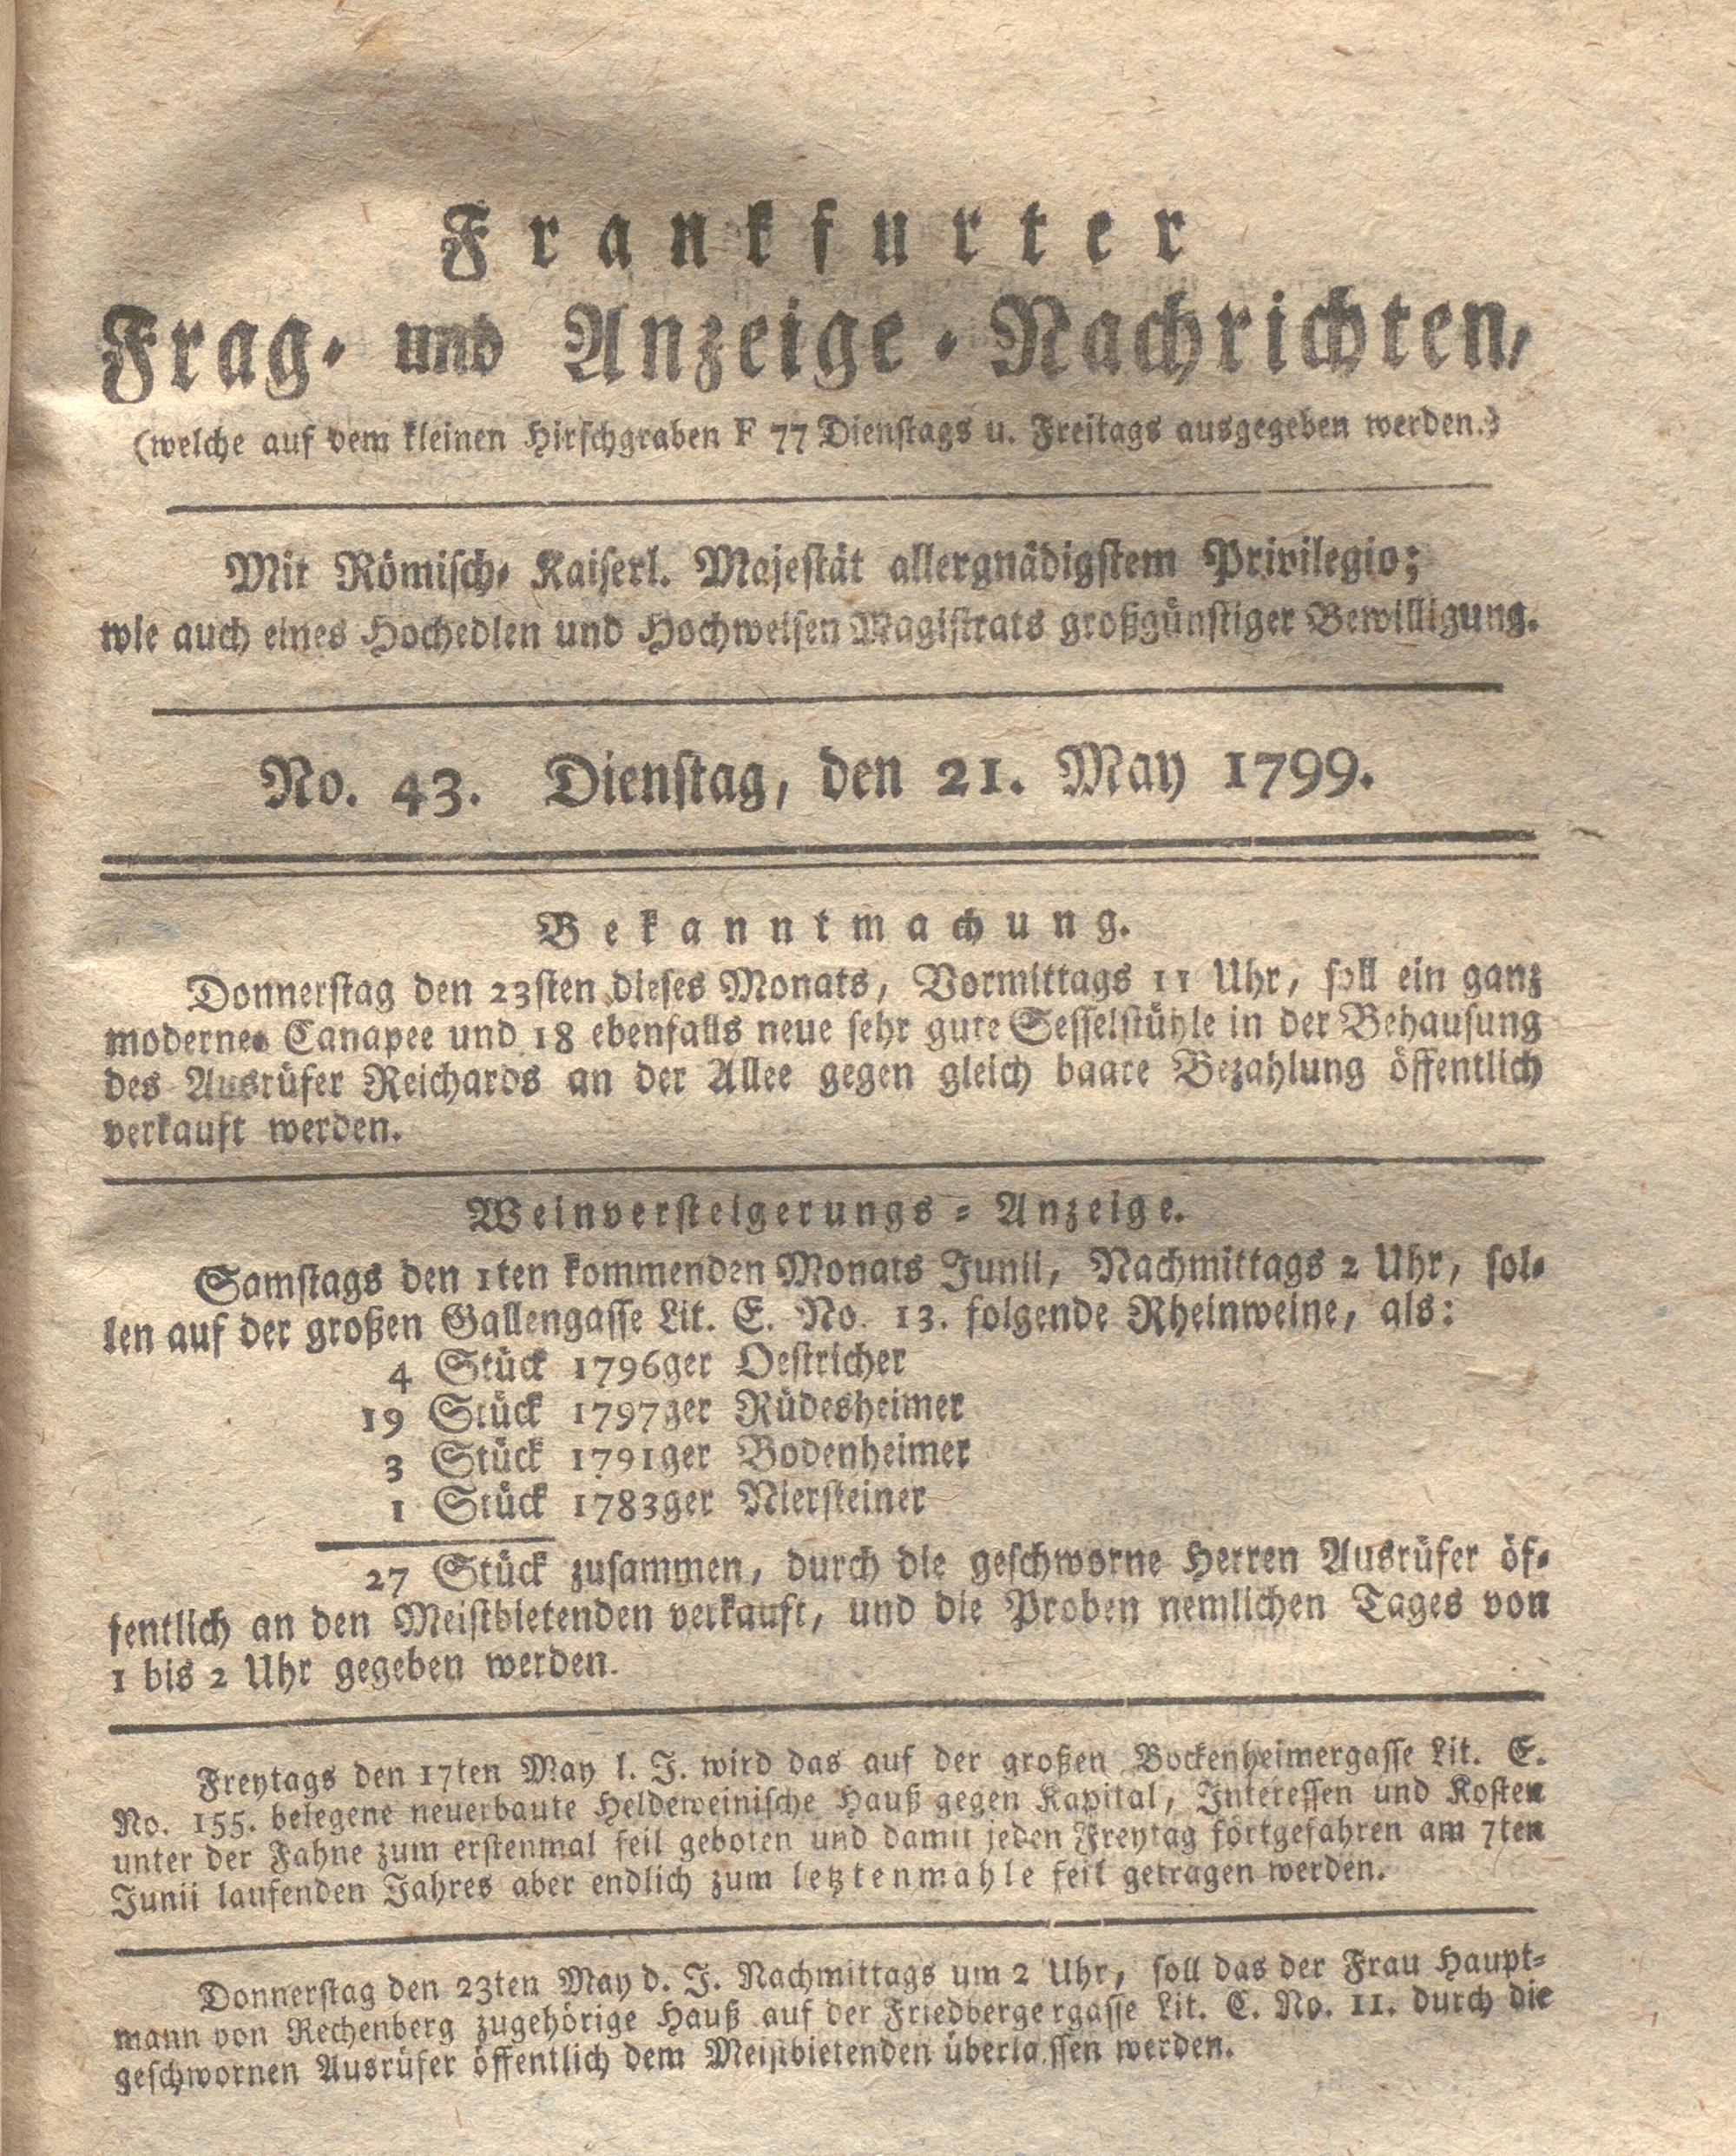 Frankfurter
Frag- und Anzeige-Nachrichten,
(welche auf dem kleinen Hirschgraben F 77 Dienstags u. Freitags ausgegeben werden.)
Mit Römisch- Kaiserl. Majestät allergnädigstem Privilegio;
wie auch eines Hochedlen und Hochweisen Magistrats großgünstiger Bewilligung.
No. 43. Dienstag, den 21. May 1799.
Bekanntmachung.
Donnerstag den 23sten dieses Monats, Vormittags 11 Uhr, soll ein ganz
modernes Canapee und 18 ebenfalls neue sehr gute Sesselstühle in der Behausung
des Ausrüfer Reichards an der Allee gegen gleich baare Bezahlung öffentlich
verkauft werden.
Weinversteigerungs-Anzeige.
Samstags den 1ten kommenden Monats Junii, Nachmittags 2 Uhr, sol-
len auf der großen Gallengasse Lit. E. No. 13. folgende Rheinweine, als:
4 Stück 1796ger Oestricher
19 Stück 1797ger Rüdesheimer
3 Stück 1791ger Bodenheimer
1 Stück 1783ger Niersteiner
27 Stück zusammen, durch die geschworne Herren Ausrüfer öf-
fentlich an den Meistbietenden verkauft, und die Proben nemlichen Tages von
1 bis 2 Uhr gegeben werden.
Freytags den 17ten May l. J. wird das auf der großen Bockenheimergasse Lit. E.
No. 155. belegene neuerbaute Heldeweinische Hauß gegen Kapital, Interessen und Kosten
unter der Fahne zum erstenmal feil geboten und damit jeden Freytag fortgefahren am 7ten
Junii laufenden Jahres aber endlich zum letztenmahle feil getragen werden.
Donnerstag den 23ten May d. J. Nachmittags um 2 Uhr, soll das der Frau Haupt-
mann von Rechenberg zugehörige Hauß auf der Friedbergergasse Lit. C. No. 11. durch die
geschwornen Ausrüfer öffentlich dem Meistbietenden überlassen werden.